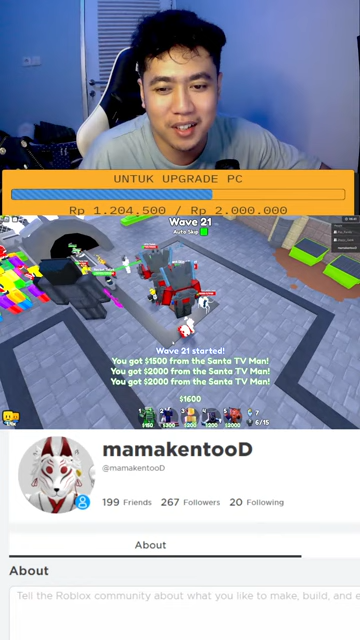 UNTUK UPGRADE PC
Rp 1.204.500 / Rp 2.000.000
Wave 21
Auto Skip
Wave 21 started!
You got $1500 from the Santa TV Man!
You got $2000 from the Santa TV Man!
You got $2000 from the Santa TV Man!
$1600
6/15
mamakentooD
@mamakentooD
199 Friends 267 Followers 20 Following
About
About
Tell the Roblox community about what you like to make, build, and e